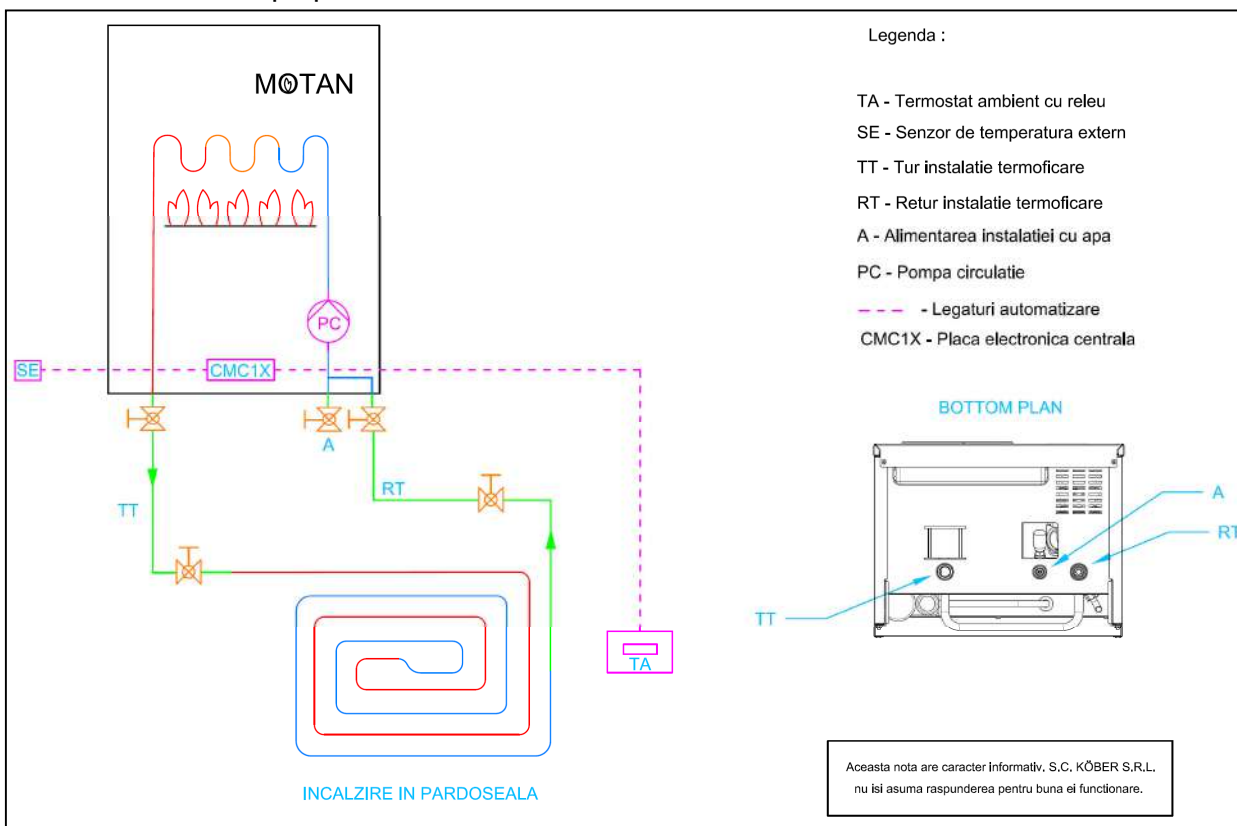 MOTAN
PC
SE
CMC1X
A
TT
RT
TA
INCALZIRE IN PARDOSEALA
Legenda :
TA - Termostat ambient cu releu
SE - Senzor de temperatura extern
TT - Tur instalatie termoficare
RT - Retur instalatie termoficare
A - Alimentarea instalatiei cu apa
PC - Pompa circulatie
- Legaturi automatizare
CMC1X - Placa electronica centrala
BOTTOM PLAN
A
RT
TT
Aceasta nota are caracter informativ. S.C. KÖBER S.R.L.
nu isi asuma raspunderea pentru buna ei functionare.